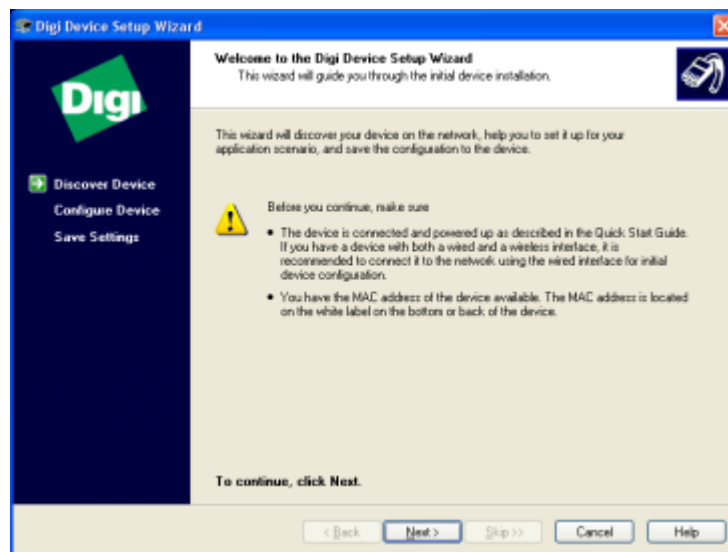 Digi Device Setup Wizard
Digi
Discover Device
Configure Device
Save Settings
Welcome to the Digi Device Setup Wizard
This wizard will guide you through the initial device installation.
This wizard will discover your device on the network, help you to set it up for your
application scenario, and save the configuration to the device.
Before you continue, make sure
• The device is connected and powered up as described in the Quick Start Guide.
If you have a device with both a wired and a wireless interface, it is
recommended to connect it to the network using the wired interface for initial
device configuration.
• You have the MAC address of the device available. The MAC address is located
on the white label on the bottom or back of the device.
To continue, click Next.
< Back
Next >
Skip >>
Cancel
Help